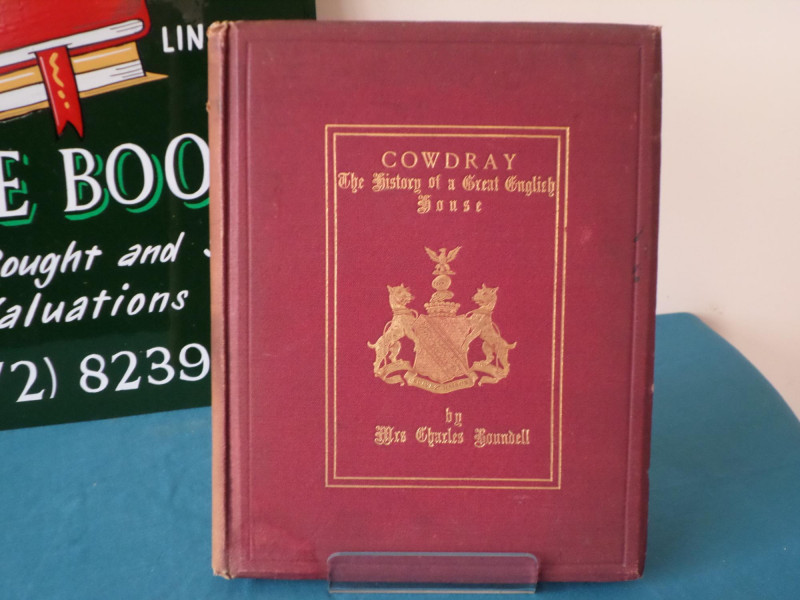 LIN
E BOO
ought and
aluations
2) 8239
COWDRAY
The History of a Great English
House
by
Mrs Charles Roundell